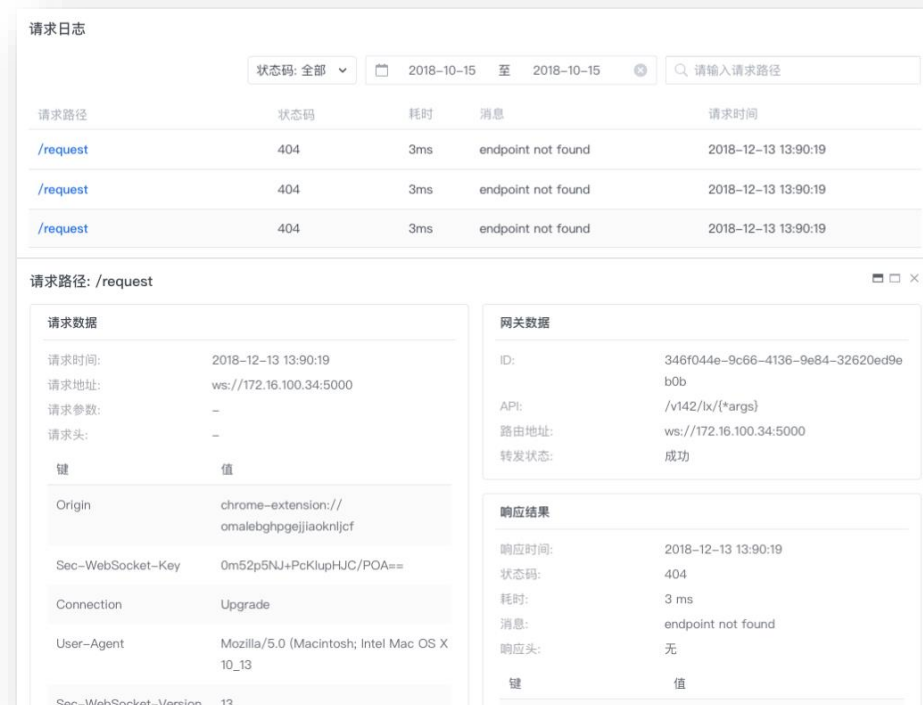 请求日志
状态码: 全部 2018-10-15 至 2018-10-15 请输入请求路径
请求路径 状态码 耗时 消息 请求时间
/request 404 3ms endpoint not found 2018-12-13 13:90:19
/request 404 3ms endpoint not found 2018-12-13 13:90:19
/request 404 3ms endpoint not found 2018-12-13 13:90:19
请求路径: /request
请求数据
请求时间: 2018-12-13 13:90:19
请求地址: ws://172.16.100.34:5000
请求参数: -
请求头: -
键 值
Origin chrome-extension://
omalebghpgejjiaoknljcf
Sec-WebSocket-Key 0m52p5NJ+PcKlupHJC/POA==
Connection Upgrade
User-Agent Mozilla/5.0 (Macintosh; Intel Mac OS X
10_13
Sec-WebSocket-Version 13
网关数据
ID: 346f044e-9c66-4136-9e84-32620ed9e
b0b
API: /v142/lx/{*args}
路由地址: ws://172.16.100.34:5000
转发状态: 成功
响应结果
响应时间: 2018-12-13 13:90:19
状态码: 404
耗时: 3 ms
消息: endpoint not found
响应头: 无
键 值